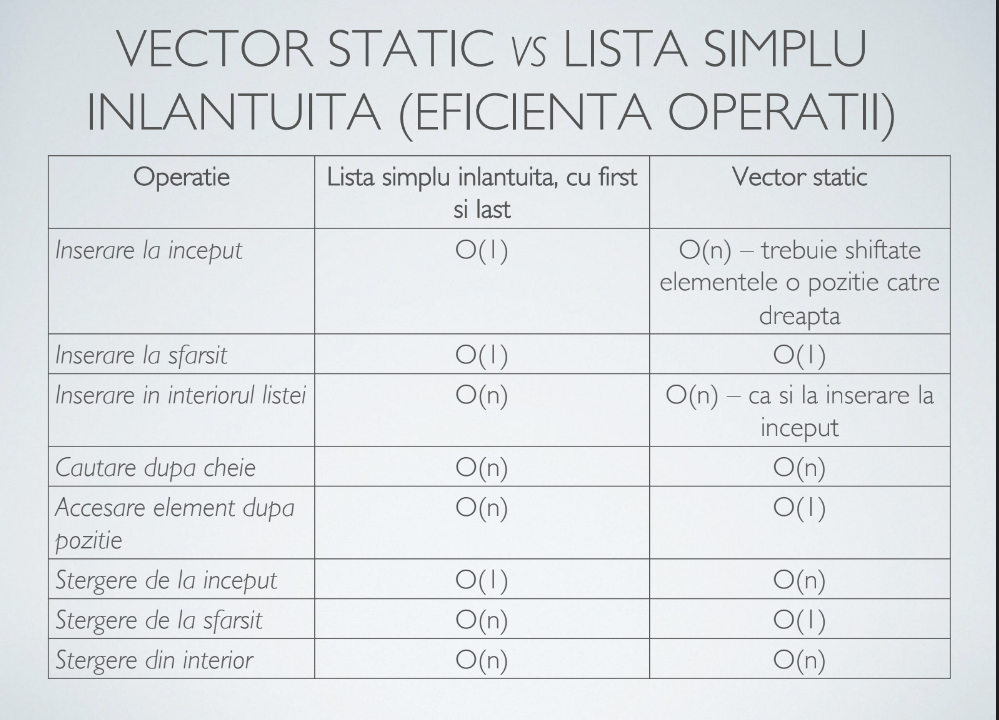 VECTOR STATIC VS LISTA SIMPLU
INLANTUITA (EFICIENTA OPERATII)
Operatie
Lista simplu inlantuita, cu first
si last
Vector static
Inserare la inceput
O(1)
O(n) – trebuie shiftate
elementele o pozitie catre
dreapta
Inserare la sfarsit
O(1)
O(1)
Inserare in interiorul listei
O(n)
O(n) – ca si la inserare la
inceput
Cautare dupa cheie
O(n)
O(n)
Accesare element dupa
pozitie
O(n)
O(1)
Stergere de la inceput
O(1)
O(n)
Stergere de la sfarsit
O(n)
O(1)
Stergere din interior
O(n)
O(n)